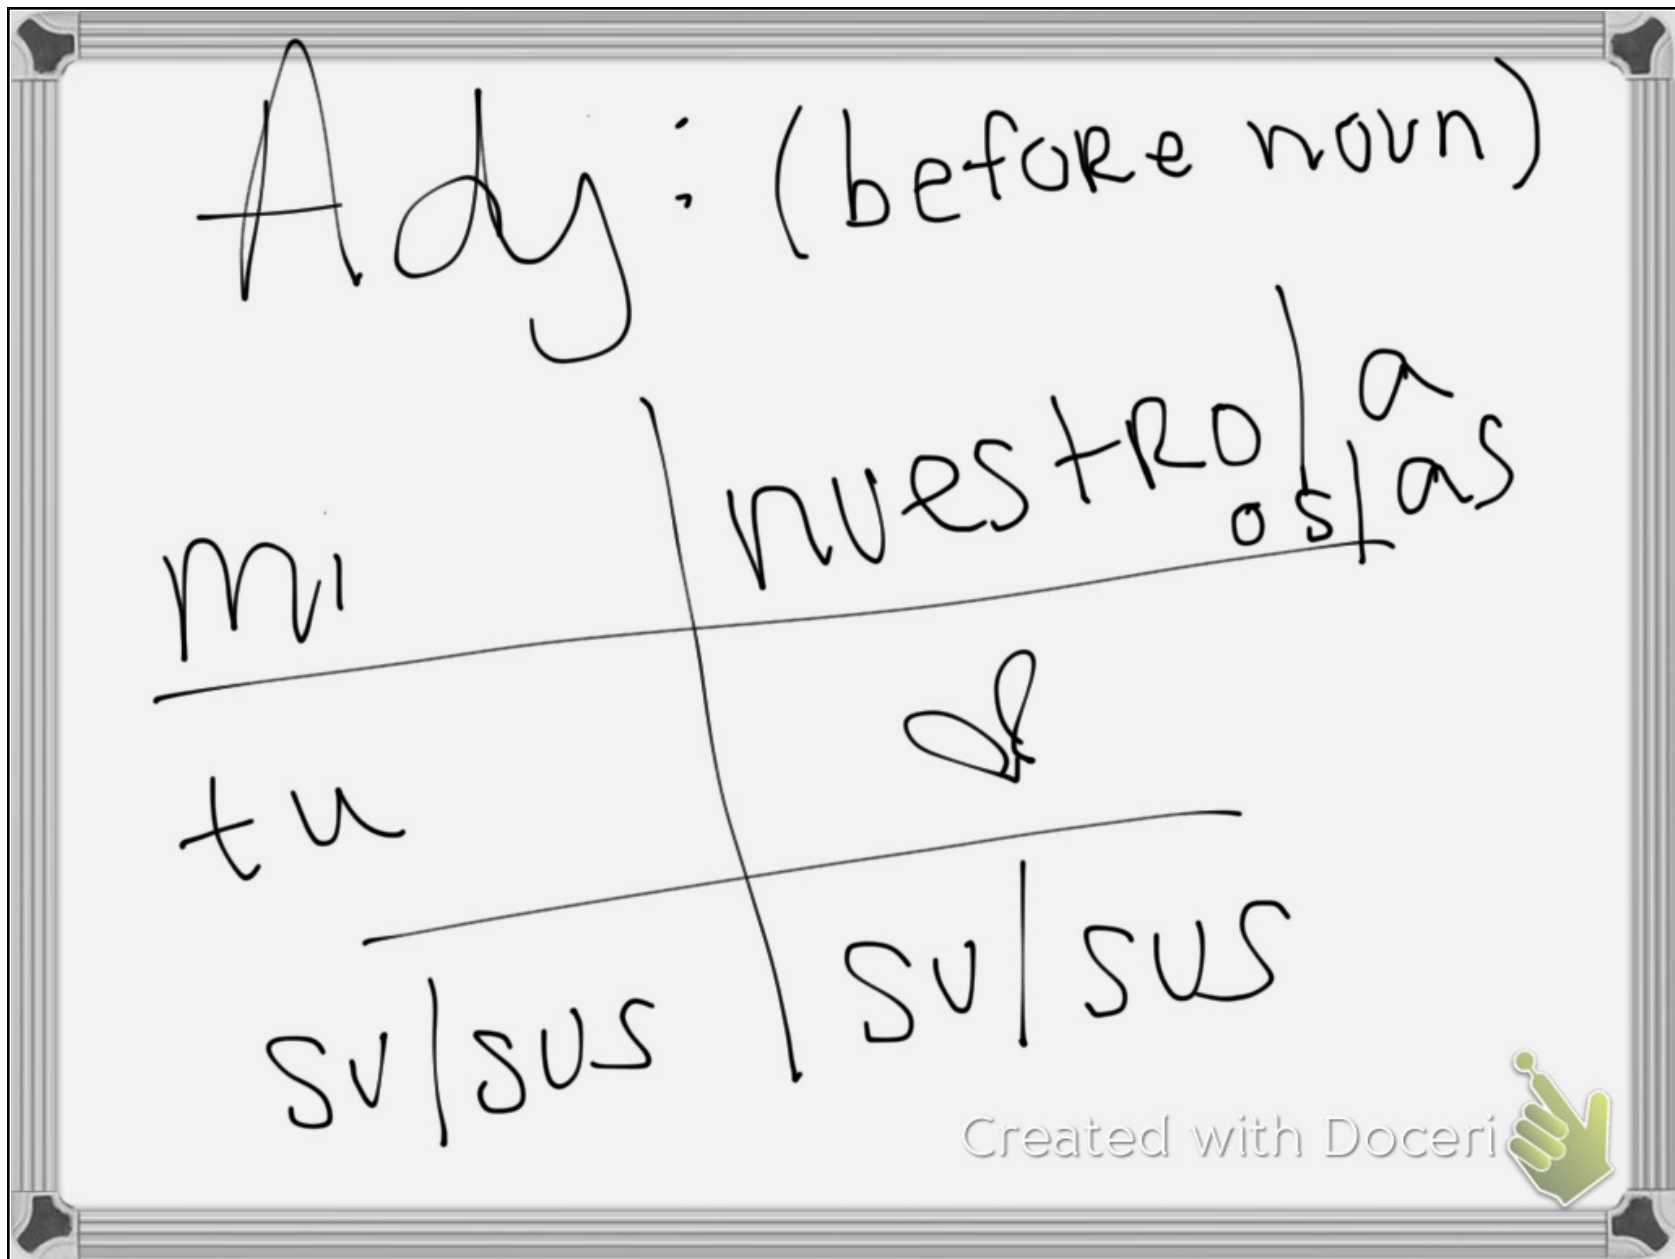 Adj: (before noun)
mi
nuestro/a
os/as
tu
su/sus
su/sus
Created with Doceri